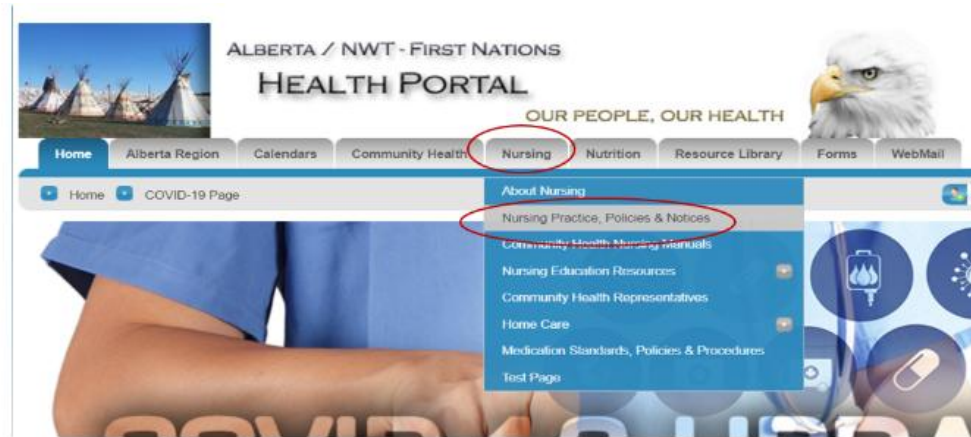 ALBERTA / NWT - FIRST NATIONS
HEALTH PORTAL
OUR PEOPLE, OUR HEALTH
Home Alberta Region Calendars Community Health Nursing Nutrition Resource Library Forms WebMail
Home COVID-19 Page
About Nursing
Nursing Practice, Policies & Notices
Community Health Nursing Manuals
Nursing Education Resources
Community Health Representatives
Home Care
Medication Standards, Policies & Procedures
Test Page